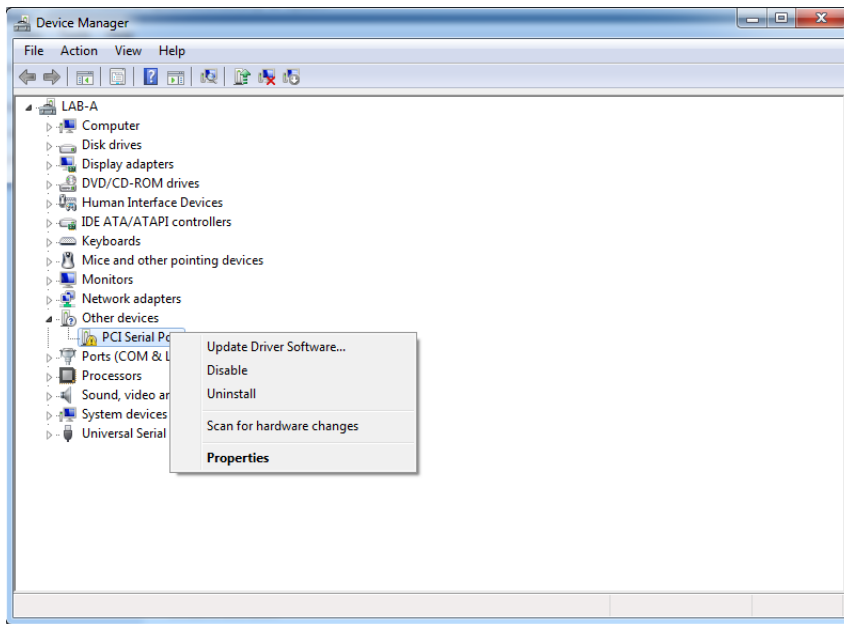 Device Manager
File Action View Help
LAB-A
Computer
Disk drives
Display adapters
DVD/CD-ROM drives
Human Interface Devices
IDE ATA/ATAPI controllers
Keyboards
Mice and other pointing devices
Monitors
Network adapters
Other devices
PCI Serial Po
Ports (COM & L
Processors
Sound, video ar
System devices
Universal Serial
Update Driver Software...
Disable
Uninstall
Scan for hardware changes
Properties